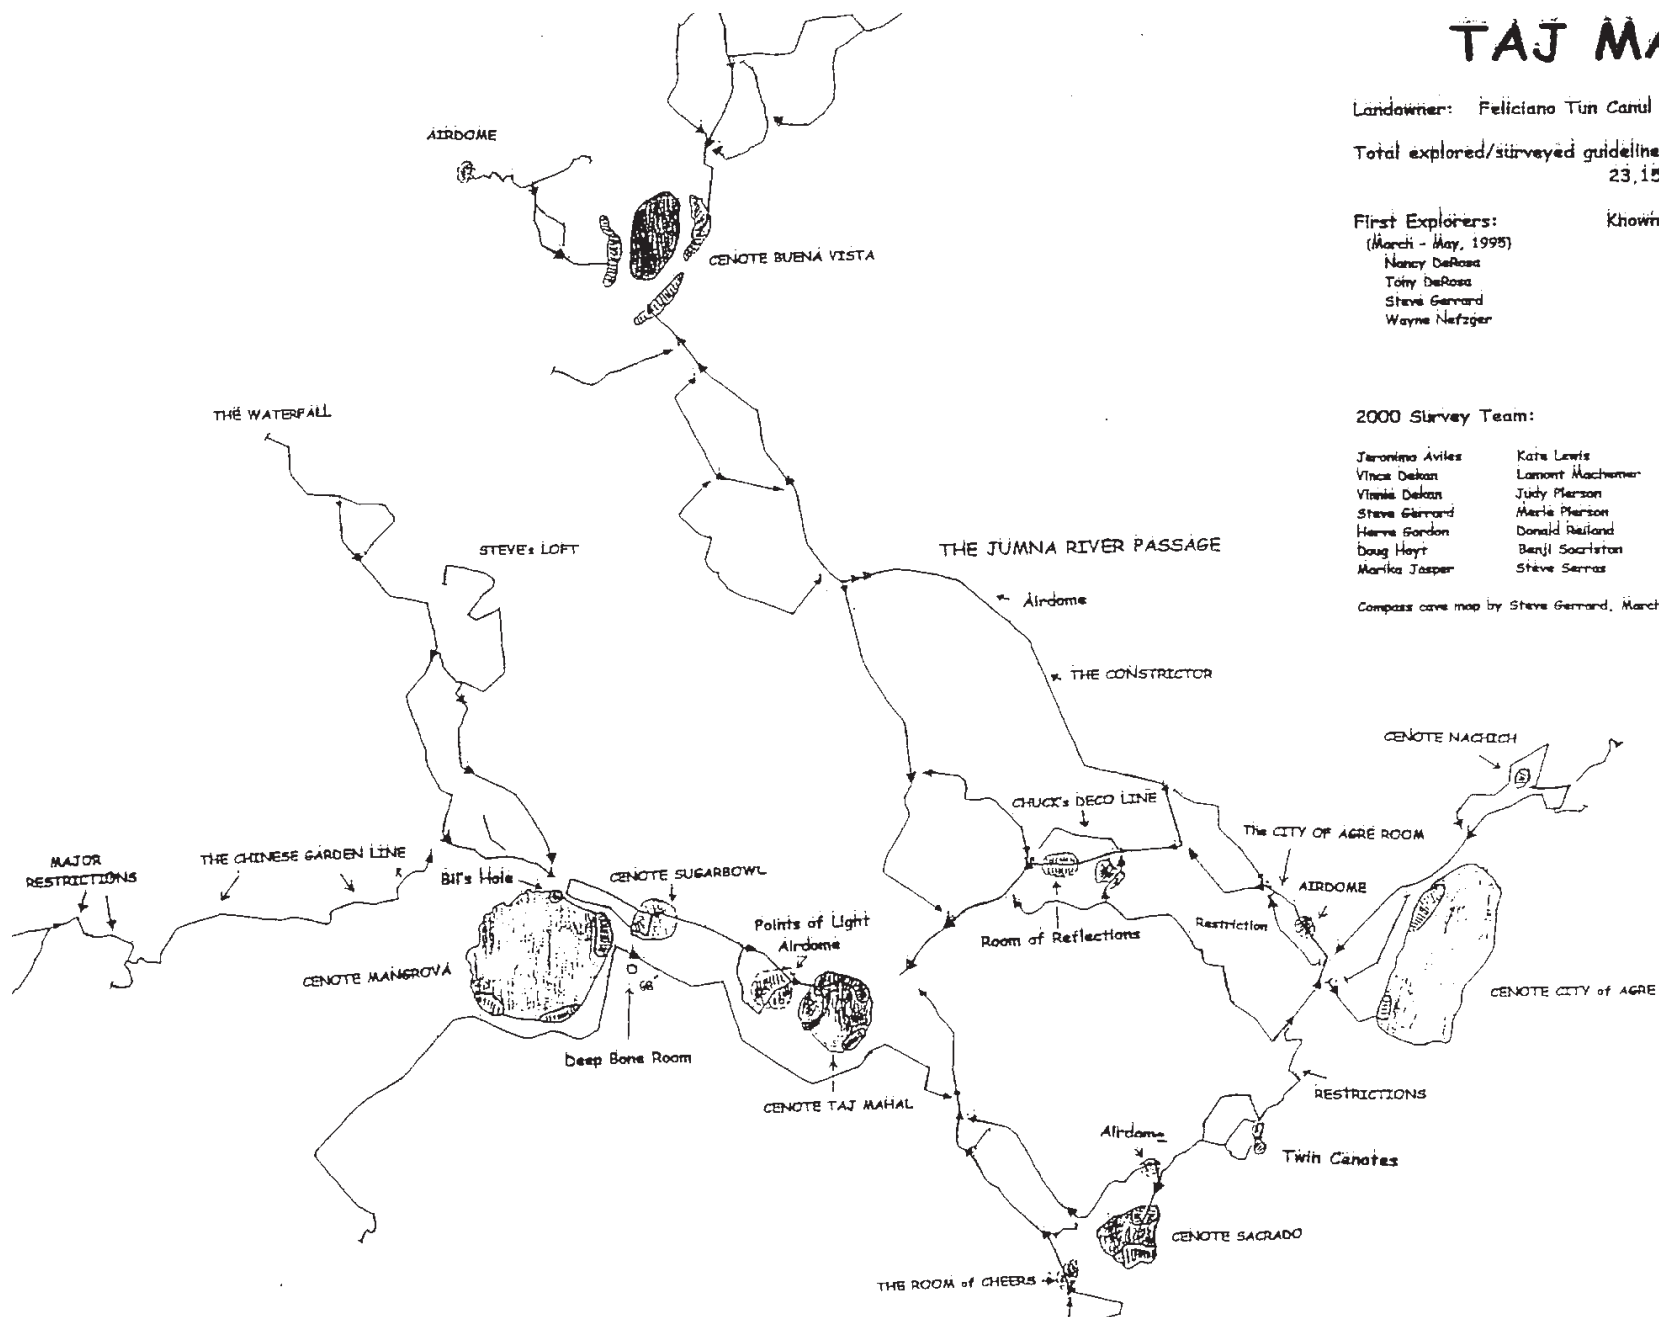 TAJ MA
Landowner: Feliciano Tun Canul
Total explored/surveyed guideline
23,15
First Explorers:
Known
(March - May, 1995)
Nancy DeRosa
Tony DeRosa
Steve Gerrard
Wayne Nefzger
2000 Survey Team:
Jeronimo Aviles
Kate Lewis
Vince Dekan
Lamont Machemer
Vinnie Dekan
Judy Pierson
Steve Gerrard
Merle Pierson
Herve Gordon
Donald Reiland
Doug Hoyt
Benji Sacristan
Marika Jasper
Steve Serras
Compass cave map by Steve Gerrard, March
AIRDOME
CENOTE BUENA VISTA
THE WATERFALL
STEVE's LOFT
THE JUMNA RIVER PASSAGE
Airdome
THE CONSTRICTOR
CENOTE NACHICH
CHUCK's DECO LINE
The CITY OF AGRE ROOM
MAJOR
RESTRICTIONS
THE CHINESE GARDEN LINE
Bil's Hole
CENOTE SUGARBOWL
AIRDOME
Points of Light
Airdome
Restriction
Room of Reflections
CENOTE MANGROVA
68'
CENOTE CITY of AGRE
Deep Bone Room
RESTRICTIONS
CENOTE TAJ MAHAL
Airdome
Twin Cenotes
CENOTE SACRADO
THE ROOM of CHEERS